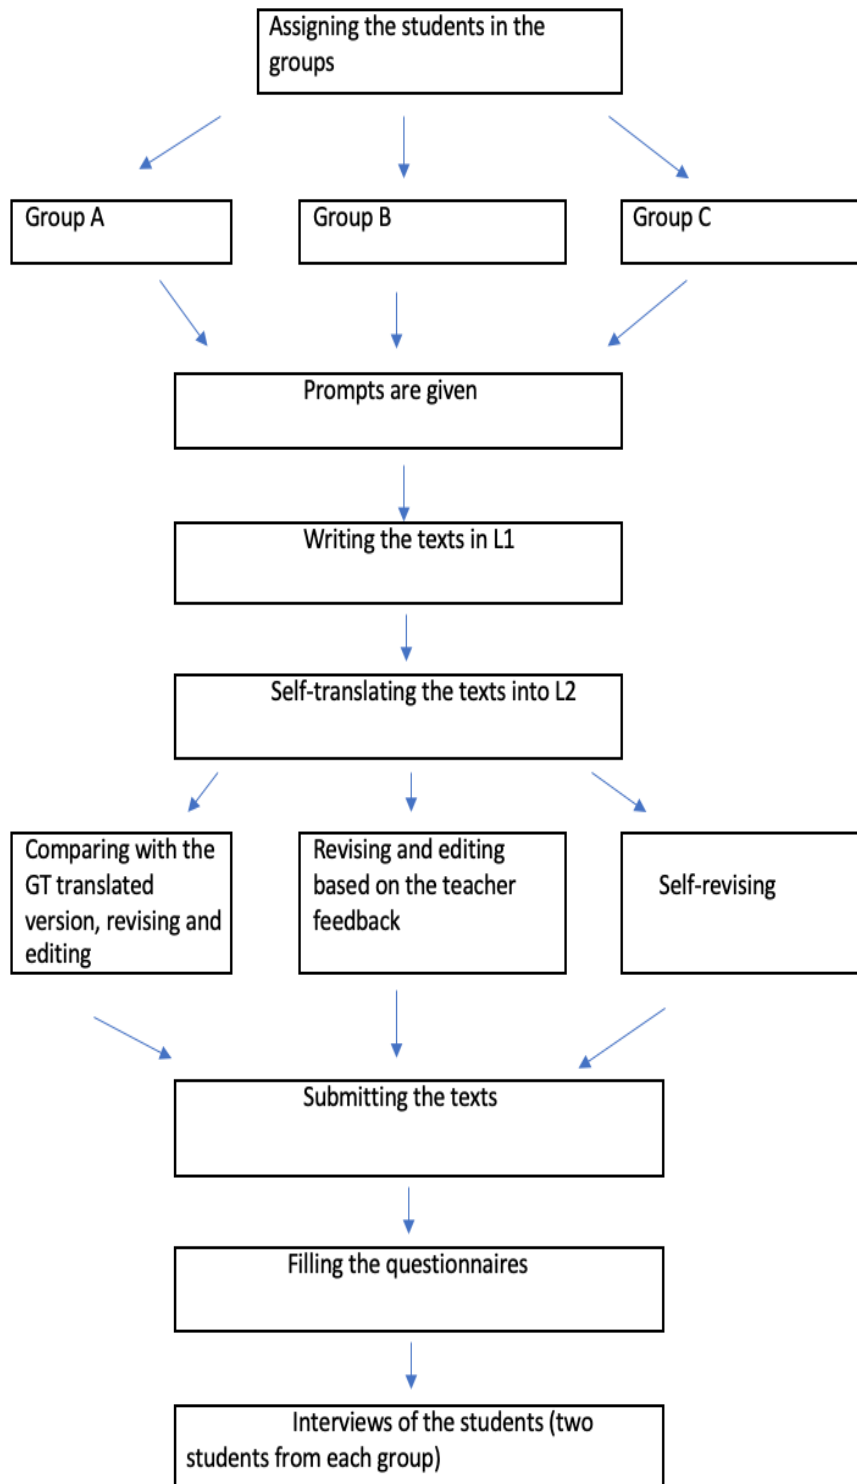 Assigning the students in the
groups
Group A
Group B
Group C
Prompts are given
Writing the texts in L1
Self-translating the texts into L2
Comparing with the
GT translated
version, revising and
editing
Revising and editing
based on the teacher
feedback
Self-revising
Submitting the texts
Filling the questionnaires
Interviews of the students (two
students from each group)